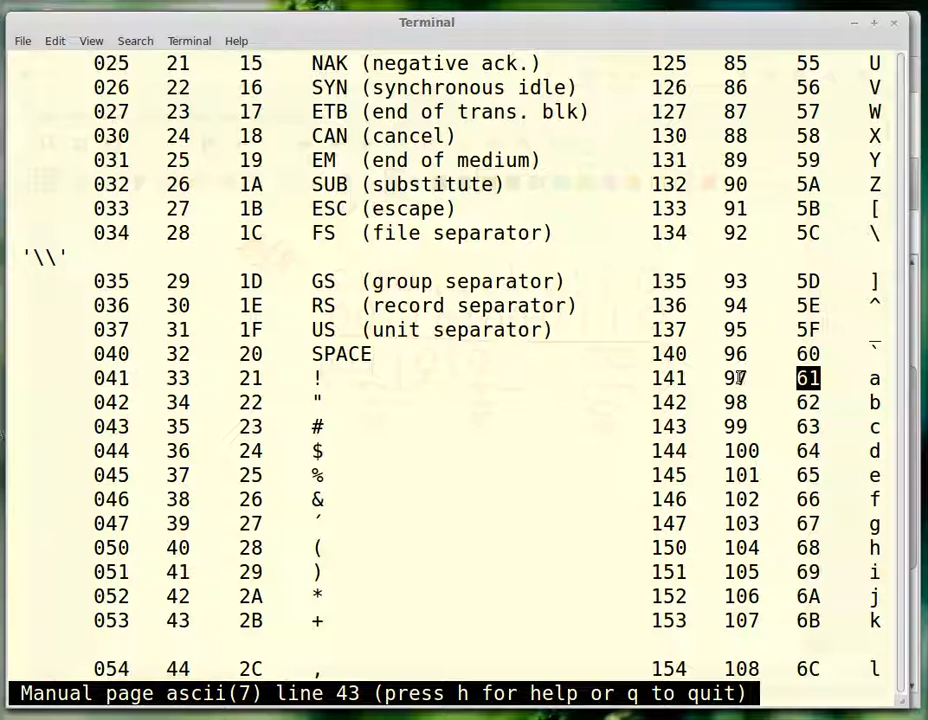 Terminal
File Edit View Search Terminal Help
025 21 15 NAK (negative ack.) 125 85 55 U
026 22 16 SYN (synchronous idle) 126 86 56 V
027 23 17 ETB (end of trans. blk) 127 87 57 W
030 24 18 CAN (cancel) 130 88 58 X
031 25 19 EM (end of medium) 131 89 59 Y
032 26 1A SUB (substitute) 132 90 5A Z
033 27 1B ESC (escape) 133 91 5B [
034 28 1C FS (file separator) 134 92 5C \
'\\'
035 29 1D GS (group separator) 135 93 5D ]
036 30 1E RS (record separator) 136 94 5E ^
037 31 1F US (unit separator) 137 95 5F _
040 32 20 SPACE 140 96 60 `
041 33 21 ! 141 97 61 a
042 34 22 " 142 98 62 b
043 35 23 # 143 99 63 c
044 36 24 $ 144 100 64 d
045 37 25 % 145 101 65 e
046 38 26 & 146 102 66 f
047 39 27 ´ 147 103 67 g
050 40 28 ( 150 104 68 h
051 41 29 ) 151 105 69 i
052 42 2A * 152 106 6A j
053 43 2B + 153 107 6B k
054 44 2C , 154 108 6C l
Manual page ascii(7) line 43 (press h for help or q to quit)